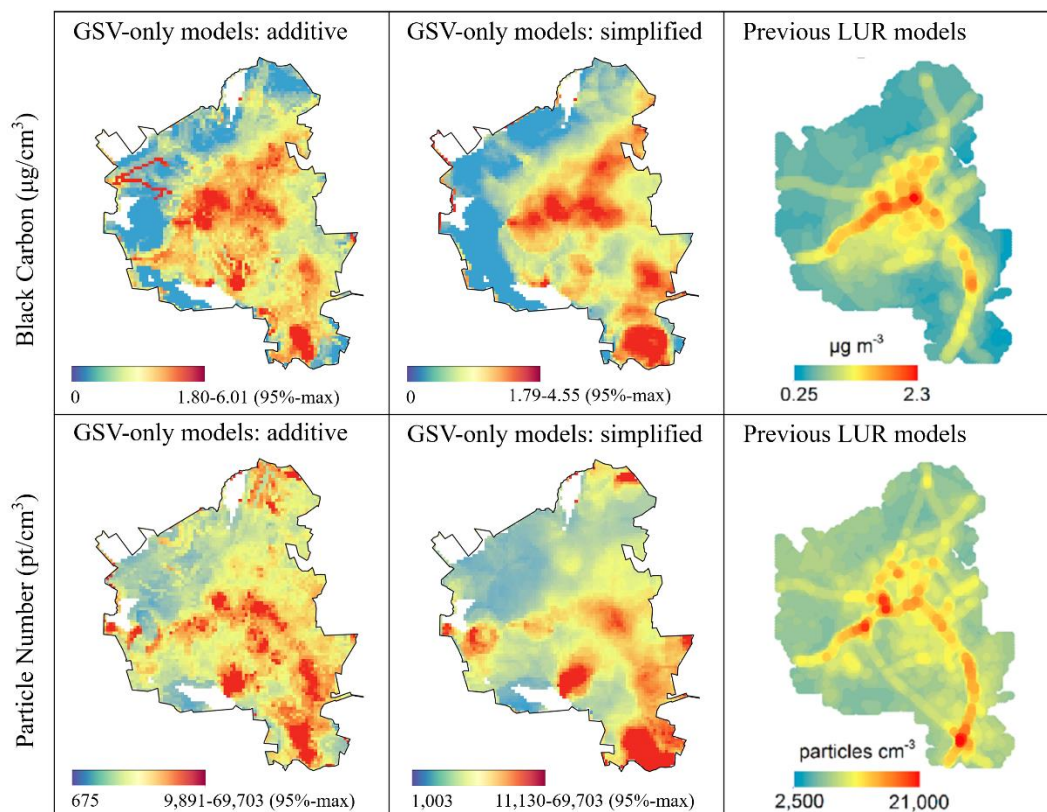 GSV-only models: additive
GSV-only models: simplified
Previous LUR models
Black Carbon (µg/cm³)
0
1.80-6.01 (95%-max)
0
1.79-4.55 (95%-max)
µg m⁻³
0.25
2.3
GSV-only models: additive
GSV-only models: simplified
Previous LUR models
Particle Number (pt/cm³)
675
9,891-69,703 (95%-max)
1,003
11,130-69,703 (95%-max)
particles cm⁻³
2,500
21,000